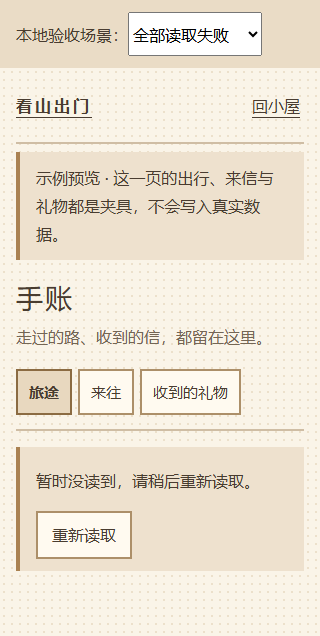 本地验收场景： 全部读取失败
看山出门 回小屋
示例预览 · 这一页的出行、来信与
礼物都是夹具，不会写入真实数
据。
手账
走过的路、收到的信，都留在这里。
旅途 来往 收到的礼物
暂时没读到，请稍后重新读取。
重新读取